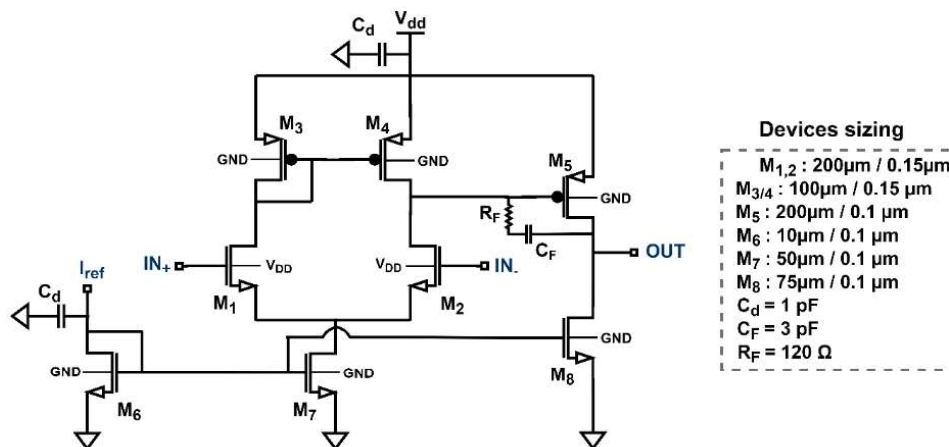 V_dd
C_d
M_3
M_4
GND
GND
M_5
GND
R_F
C_F
OUT
IN_+
V_DD
V_DD
IN_-
M_1
M_2
I_ref
C_d
GND
M_6
GND
M_7
GND
M_8
Devices sizing
M_1,2 : 200µm / 0.15µm
M_3/4 : 100µm / 0.15 µm
M_5 : 200µm / 0.1 µm
M_6 : 10µm / 0.1 µm
M_7 : 50µm / 0.1 µm
M_8 : 75µm / 0.1 µm
C_d = 1 pF
C_F = 3 pF
R_F = 120 Ω